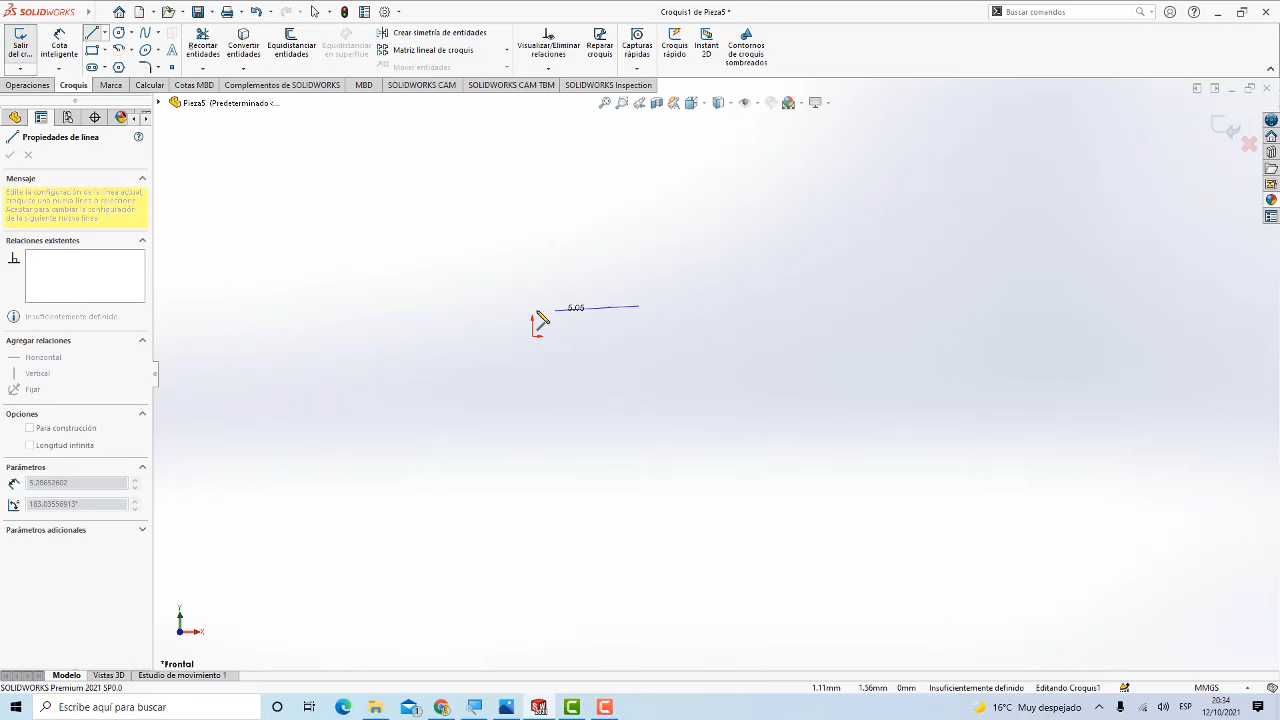 SOLIDWORKS
Croquis1 de Pieza5 *
Buscar comandos
Salir del cr...
Cota inteligente
Recortar entidades
Convertir entidades
Equidistanciar entidades
Equidistanciar en superficie
Crear simetría de entidades
Matriz lineal de croquis
Mover entidades
Visualizar/Eliminar relaciones
Reparar croquis
Capturas rápidas
Croquis rápido
Instant 2D
Contornos de croquis sombreados
Operaciones
Croquis
Marca
Calcular
Cotas MBD
Complementos de SOLIDWORKS
MBD
SOLIDWORKS CAM
SOLIDWORKS CAM TBM
SOLIDWORKS Inspection
Pieza5 (Predeterminado <...
Propiedades de línea
Mensaje
Edite la configuración de la línea actual,
croquice una nueva línea o seleccione
Aceptar para cambiar la configuración
de la siguiente nueva línea.
Relaciones existentes
Insuficientemente definido
Agregar relaciones
Horizontal
Vertical
Fijar
Opciones
Para construcción
Longitud infinita
Parámetros
5.28652602
183.03556913°
Parámetros adicionales
5.05
Y
X
*Frontal
Modelo
Vistas 3D
Estudio de movimiento 1
SOLIDWORKS Premium 2021 SP0.0
1.11mm
1.56mm
0mm
Insuficientemente definido
Editando Croquis1
MMGS
Escribe aquí para buscar
16°C Muy despejado
ESP
20:34
12/10/2021